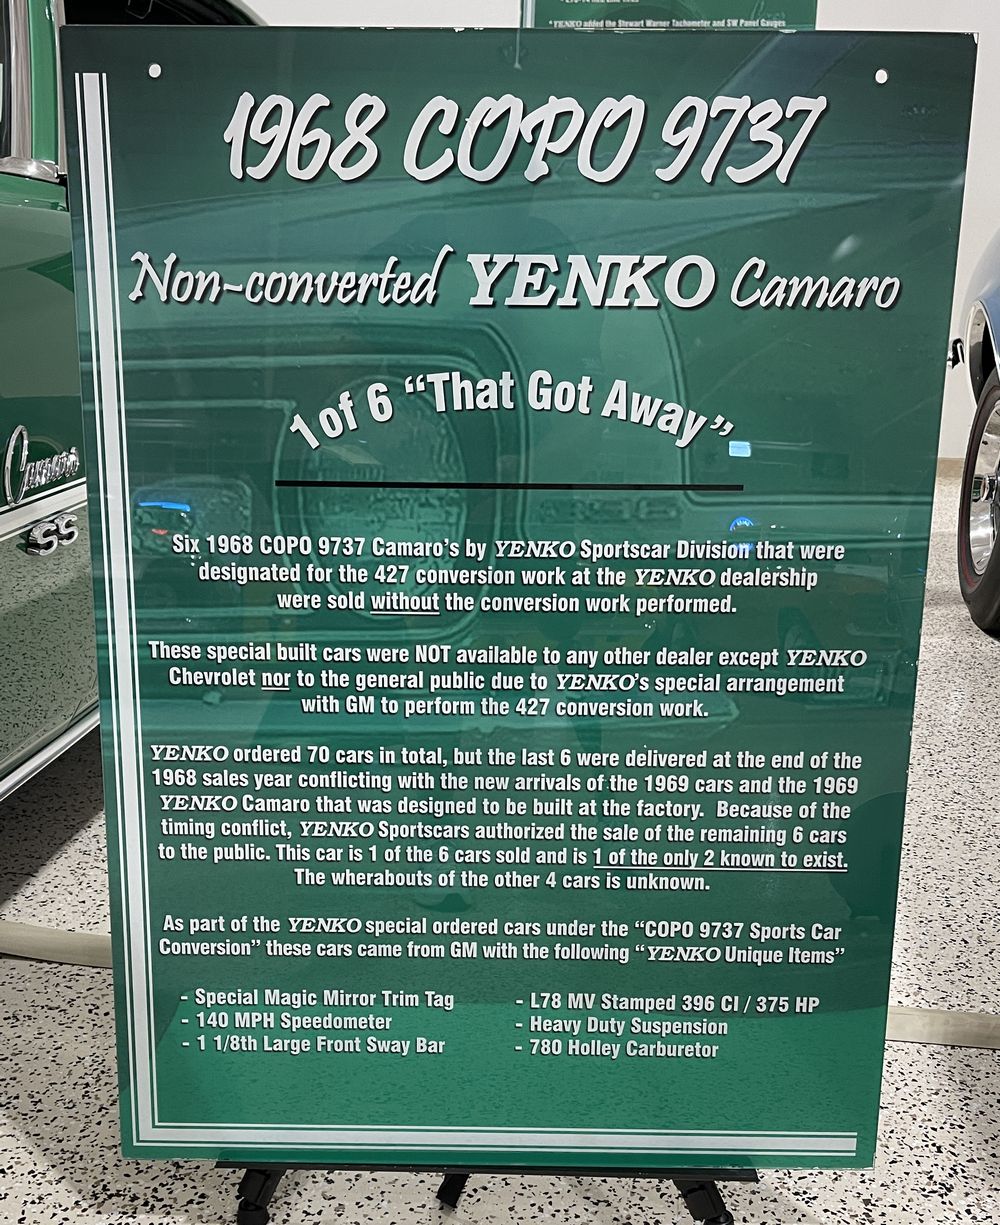 *YENKO added the Stewart Warner Tachometer and SW Panel Gauges
1968 COPO 9737
Non-converted YENKO Camaro
1 of 6 “That Got Away”
Six 1968 COPO 9737 Camaro's by YENKO Sportscar Division that were
designated for the 427 conversion work at the YENKO dealership
were sold without the conversion work performed.
These special built cars were NOT available to any other dealer except YENKO
Chevrolet nor to the general public due to YENKO's special arrangement
with GM to perform the 427 conversion work.
YENKO ordered 70 cars in total, but the last 6 were delivered at the end of the
1968 sales year conflicting with the new arrivals of the 1969 cars and the 1969
YENKO Camaro that was designed to be built at the factory. Because of the
timing conflict, YENKO Sportscars authorized the sale of the remaining 6 cars
to the public. This car is 1 of the 6 cars sold and is 1 of the only 2 known to exist.
The wherabouts of the other 4 cars is unknown.
As part of the YENKO special ordered cars under the “COPO 9737 Sports Car
Conversion” these cars came from GM with the following “YENKO Unique Items”
- Special Magic Mirror Trim Tag
- 140 MPH Speedometer
- 1 1/8th Large Front Sway Bar
- L78 MV Stamped 396 CI / 375 HP
- Heavy Duty Suspension
- 780 Holley Carburetor
Camaro
SS